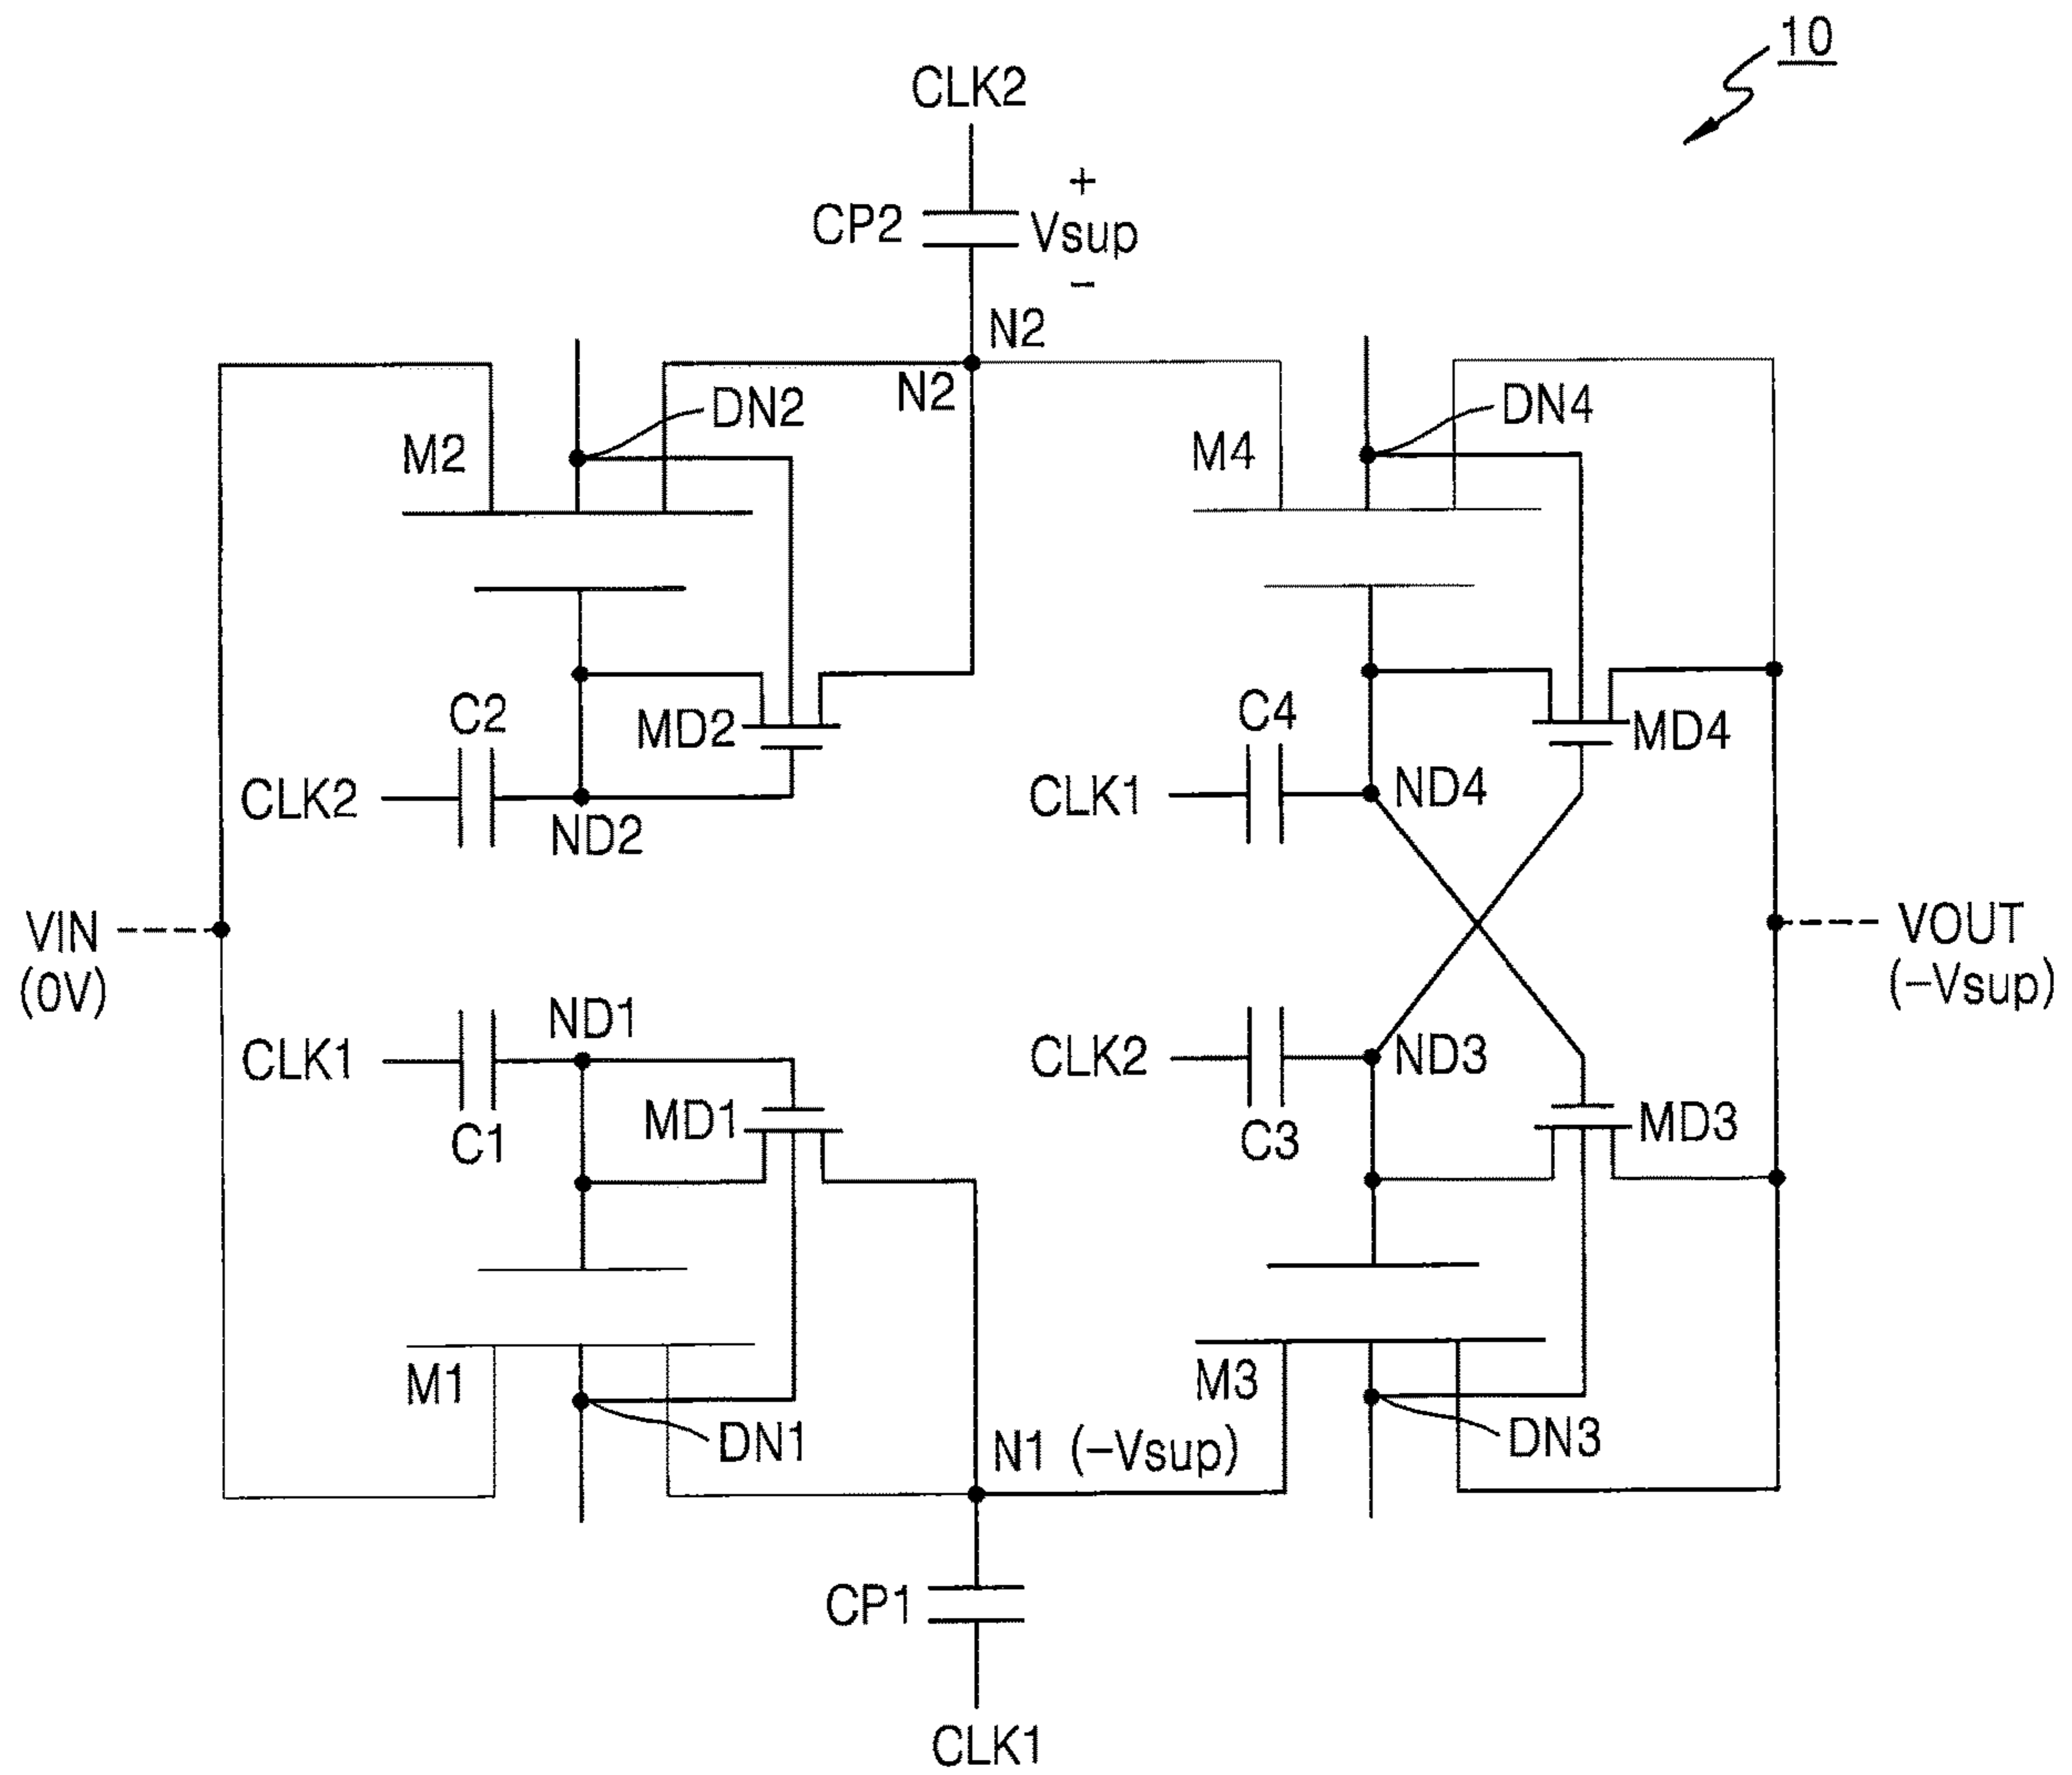 10
CLK2
+
CP2
Vsup
−
N2
N2
DN2
DN4
M2
M4
C2
MD2
C4
MD4
CLK2
ND2
CLK1
ND4
VIN
(0V)
VOUT
(−Vsup)
ND1
CLK1
C1
MD1
CLK2
ND3
C3
MD3
M1
DN1
M3
DN3
N1 (−Vsup)
CP1
CLK1